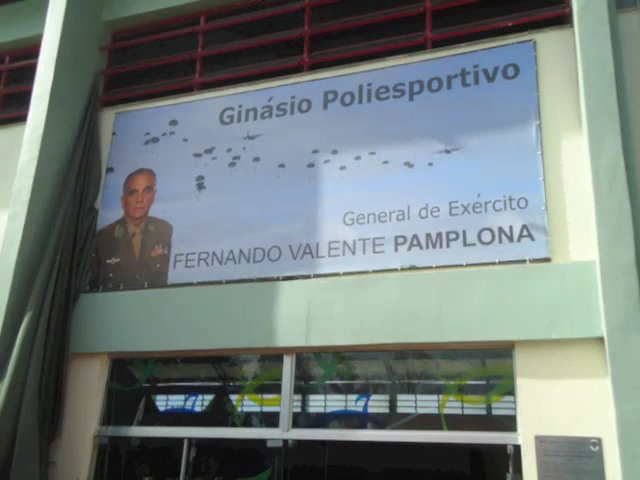 Ginásio Poliesportivo
General de Exército
FERNANDO VALENTE PAMPLONA